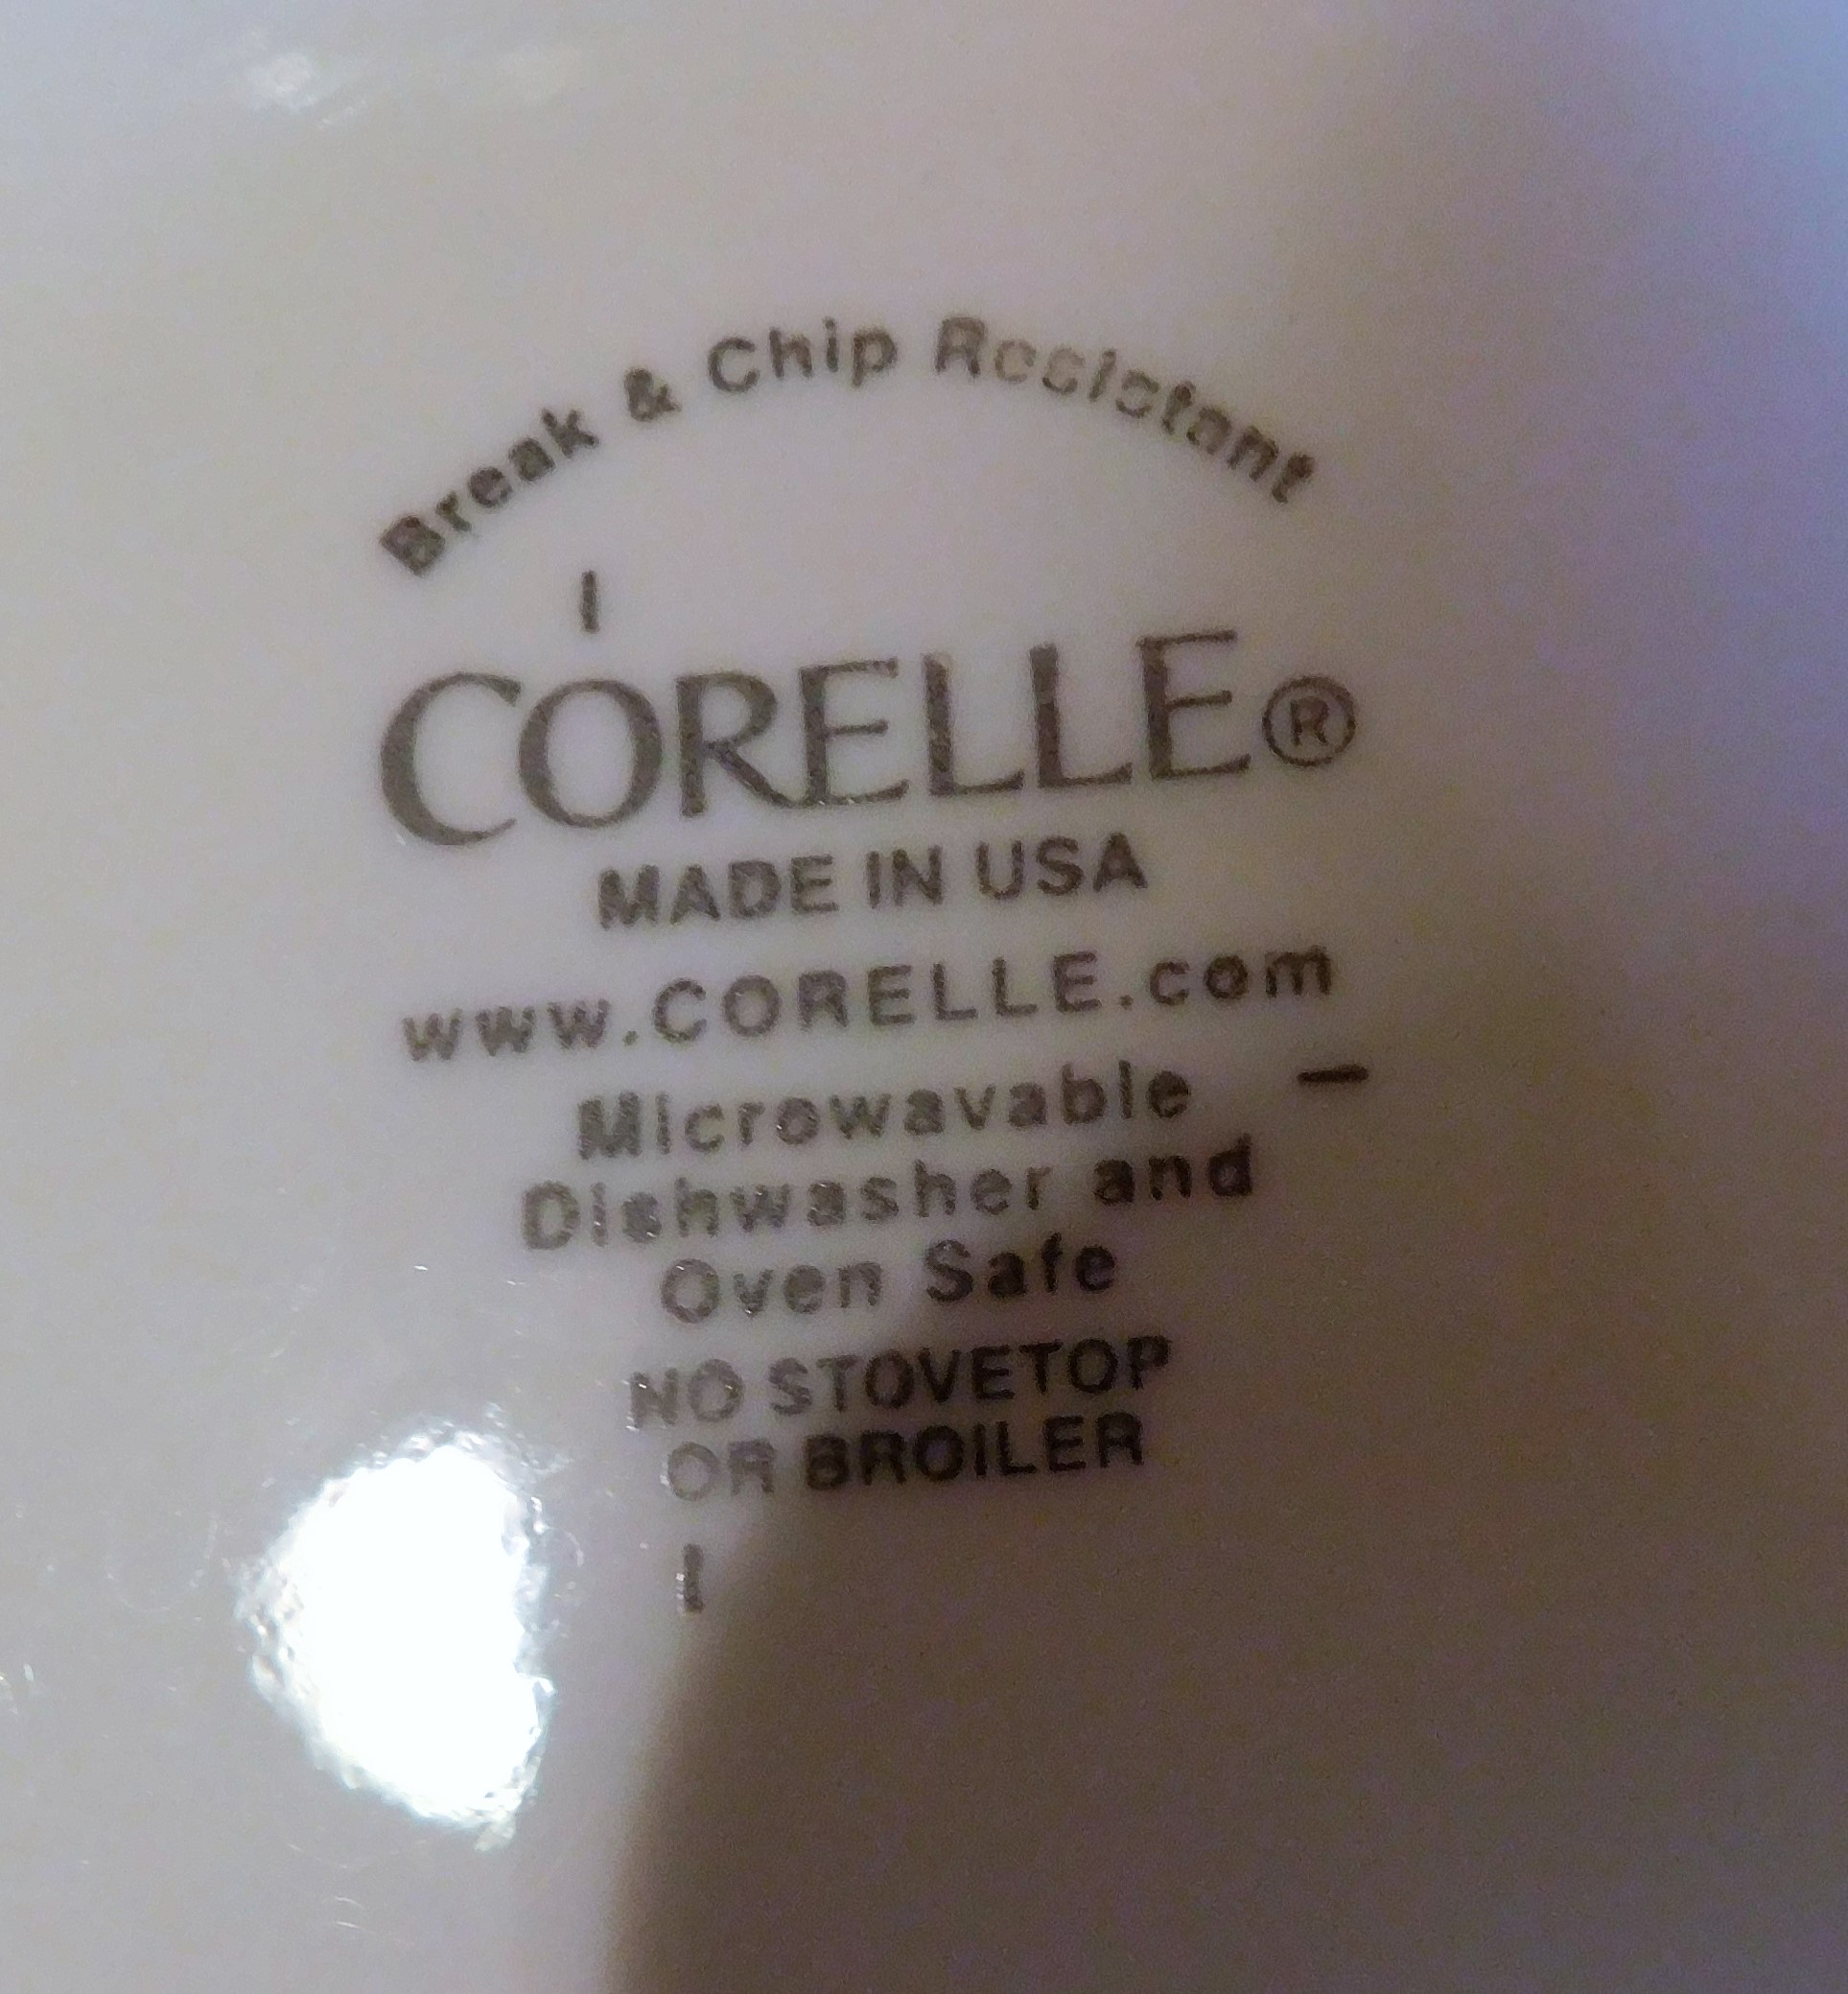 Break & Chip Resistant
CORELLE®
MADE IN USA
www.CORELLE.com
Microwavable
Dishwasher and
Oven Safe
NO STOVETOP
OR BROILER